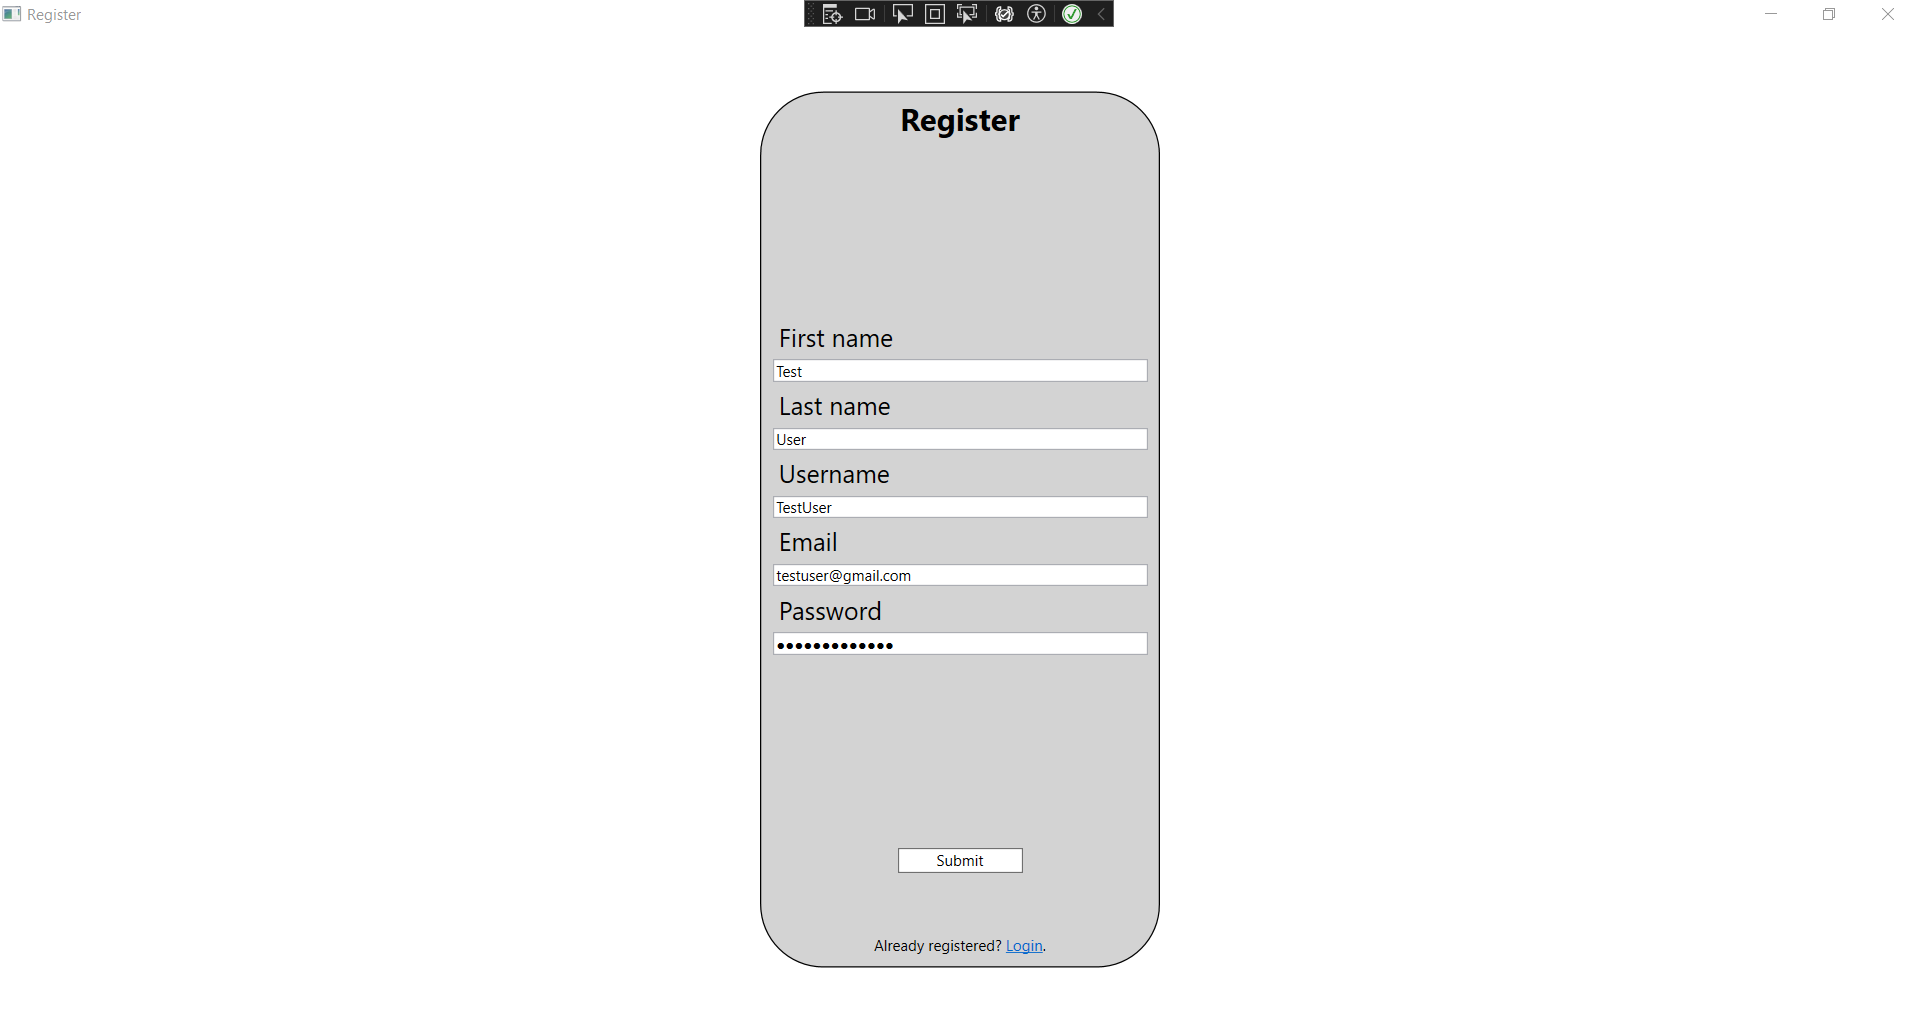 Register
Register
First name
Test
Last name
User
Username
TestUser
Email
testuser@gmail.com
Password
●●●●●●●●●●●●●
Submit
Already registered? Login.